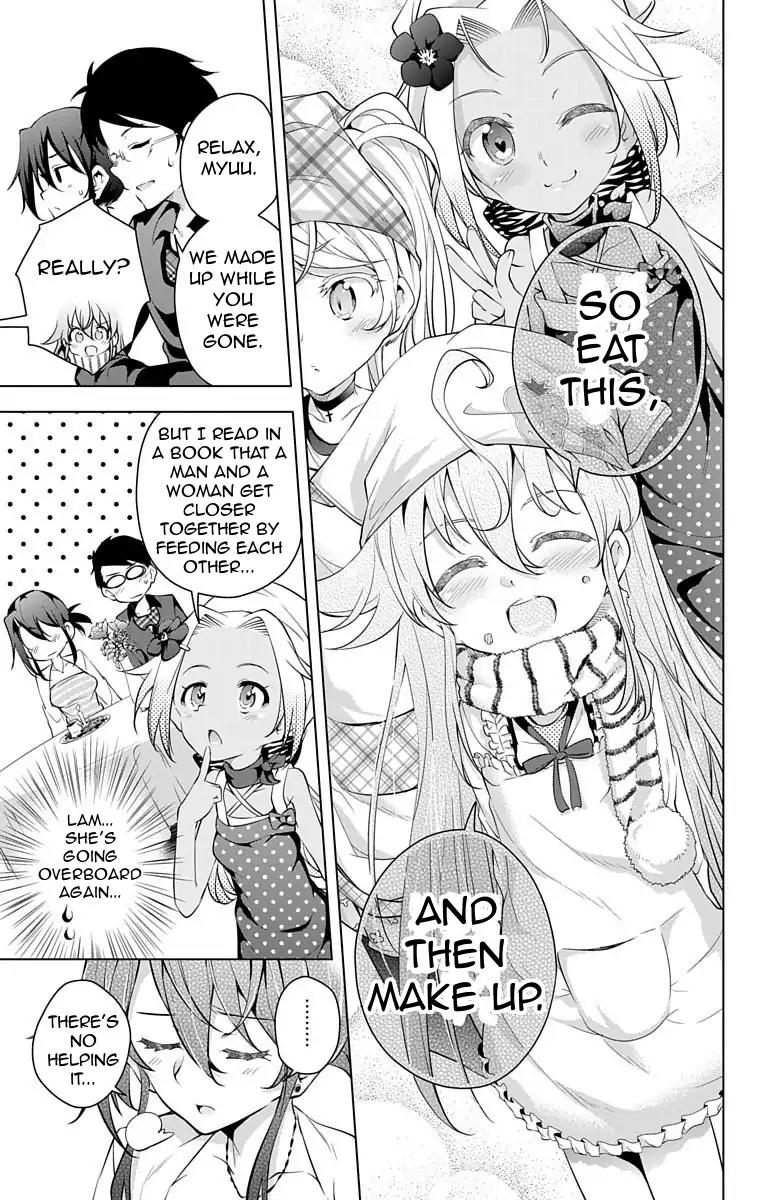 SO
EAT
THIS,
AND
THEN
MAKE UP.
RELAX,
MYUU.
WE MADE
UP WHILE
YOU
WERE
GONE.
REALLY?
BUT I READ IN
A BOOK THAT A
MAN AND A
WOMAN GET
CLOSER
TOGETHER BY
FEEDING EACH
OTHER...
LAM...
SHE'S
GOING
OVERBOARD
AGAIN...
.........
THERE'S
NO
HELPING
IT...